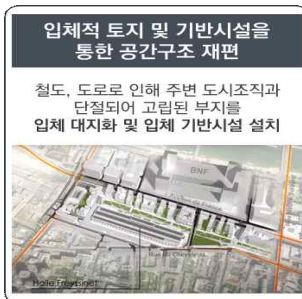 입체적 토지 및 기반시설을
통한 공간구조 재편
철도, 도로로 인해 주변 도시조직과
단절되어 고립된 부지를
입체 대지화 및 입체 기반시설 설치
BNF
Halle Freyssinet